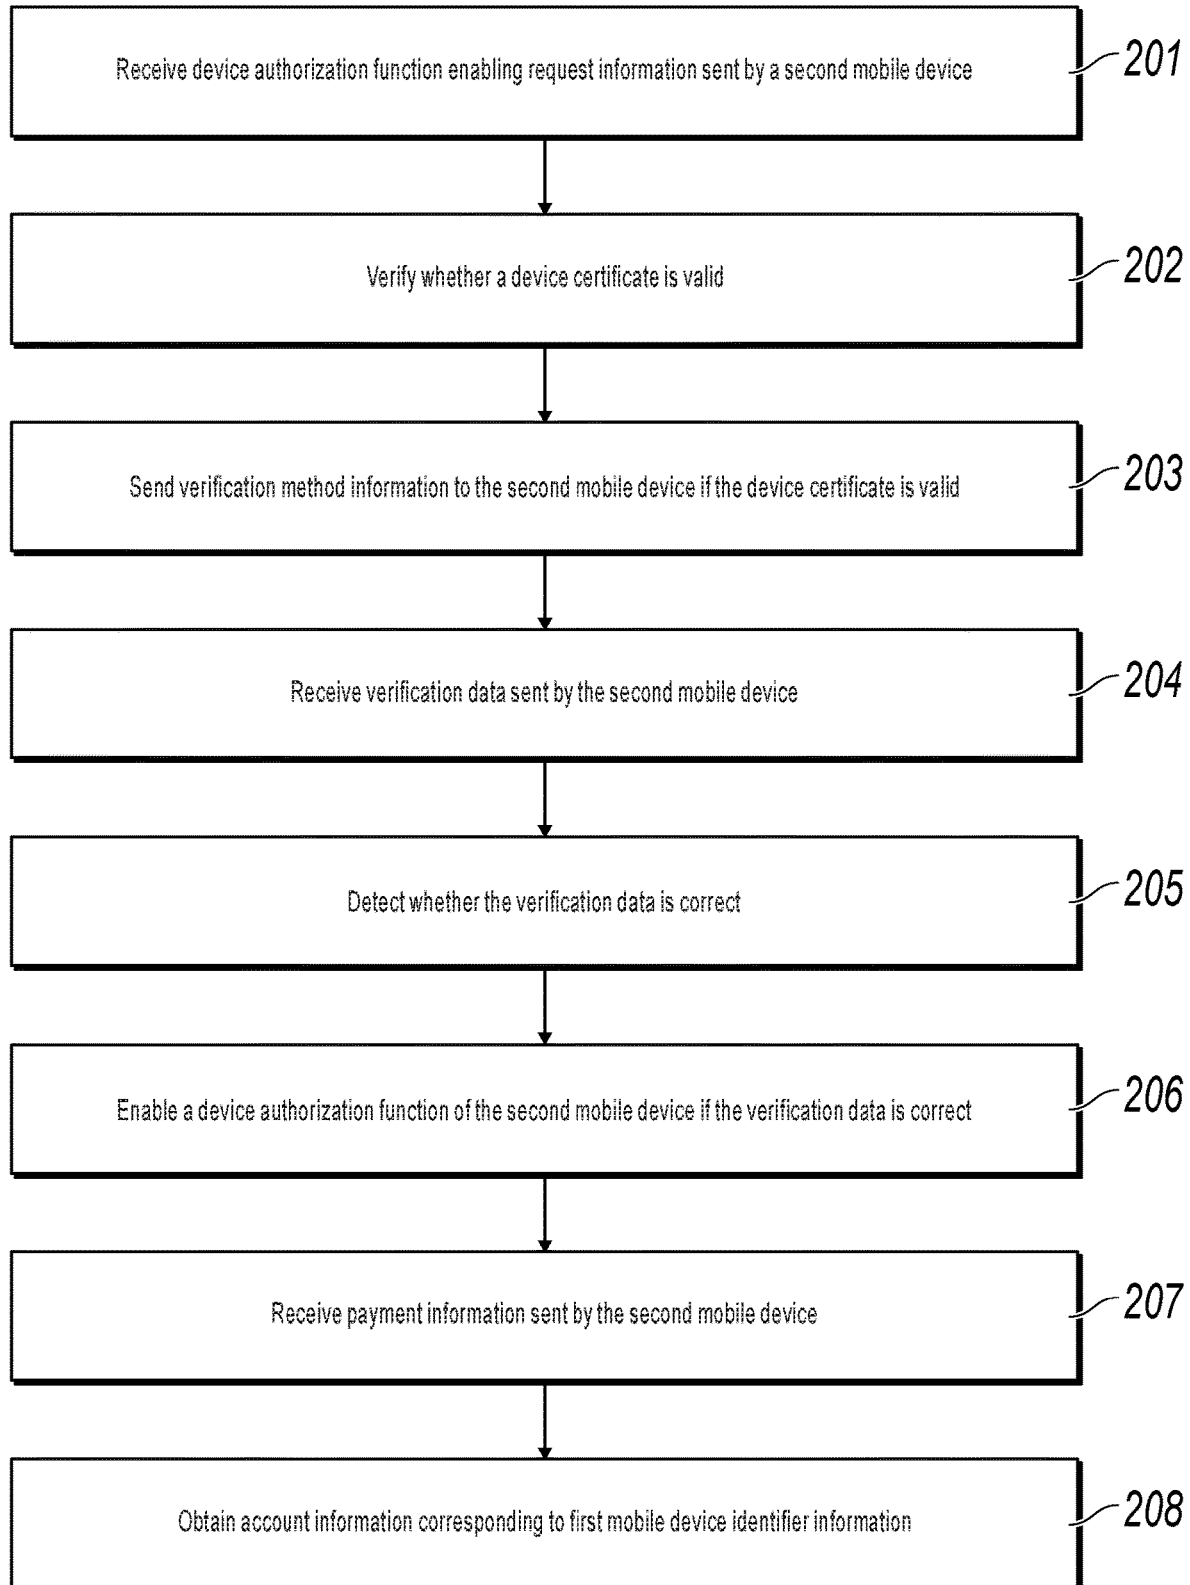 Receive device authorization function enabling request information sent by a second mobile device
201
Verify whether a device certificate is valid
202
Send verification method information to the second mobile device if the device certificate is valid
203
Receive verification data sent by the second mobile device
204
Detect whether the verification data is correct
205
Enable a device authorization function of the second mobile device if the verification data is correct
206
Receive payment information sent by the second mobile device
207
Obtain account information corresponding to first mobile device identifier information
208